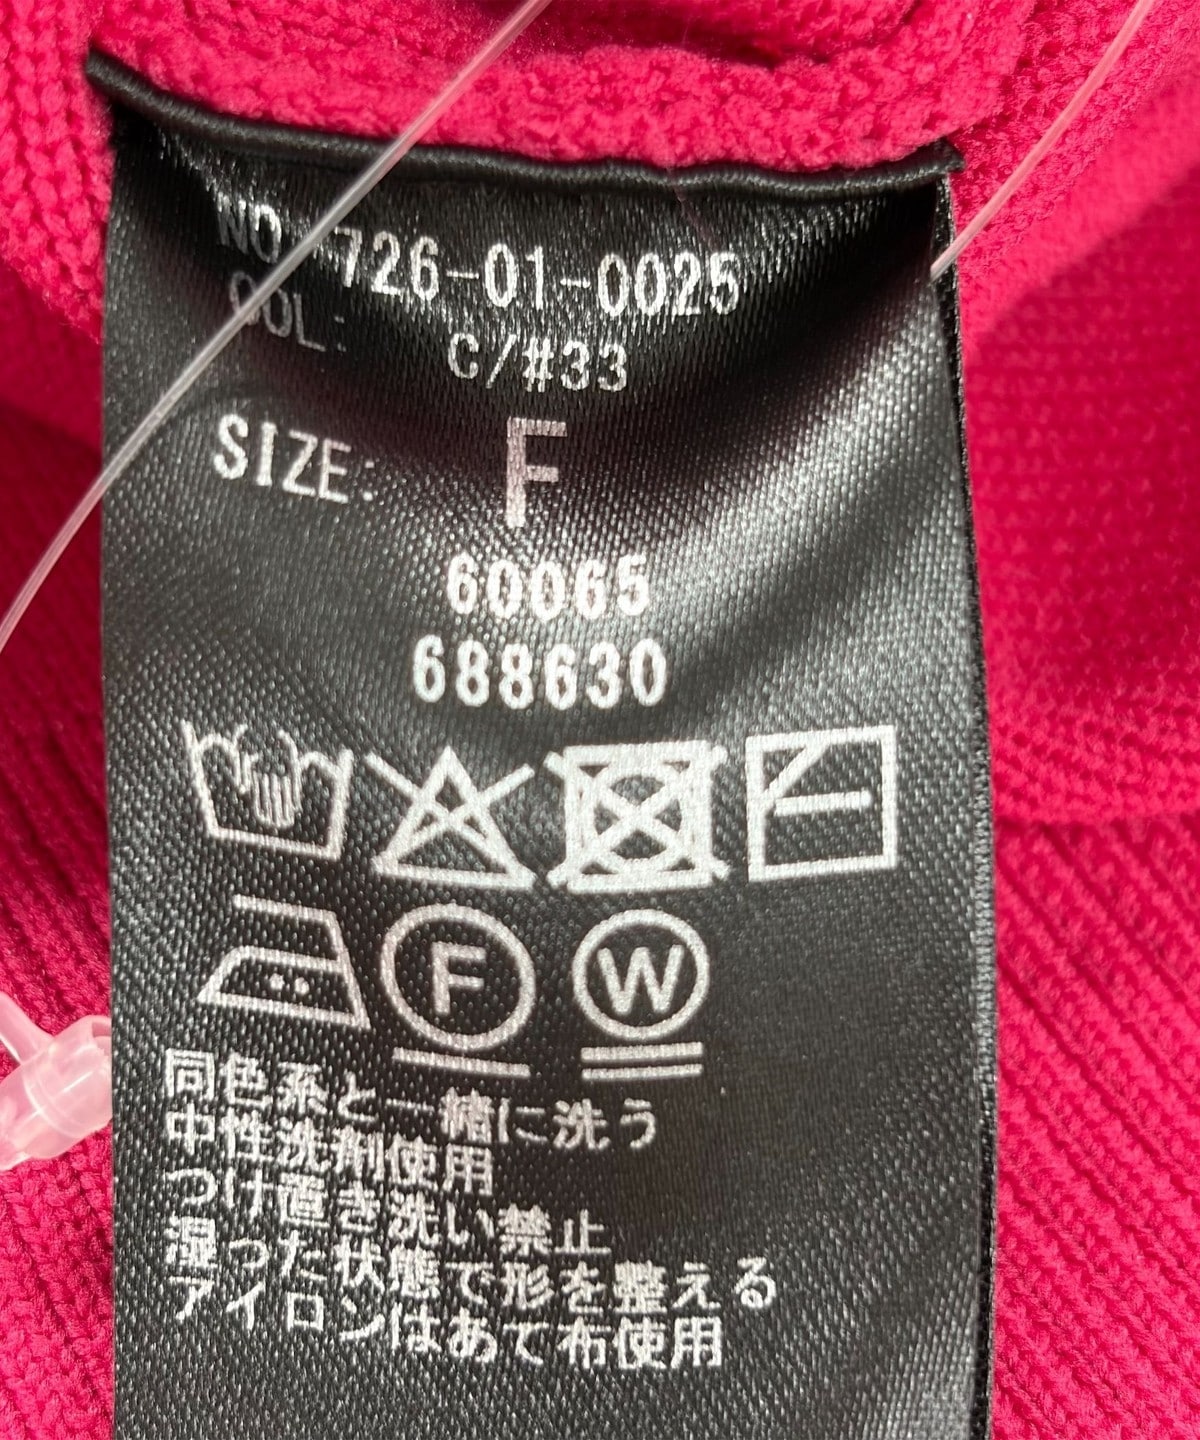 NO. 726-01-0025
COL: C/#33
SIZE: F
60065
688630
F
W
同色系と一緒に洗う
中性洗剤使用
つけ置き洗い禁止
湿った状態で形を整える
アイロンはあて布使用